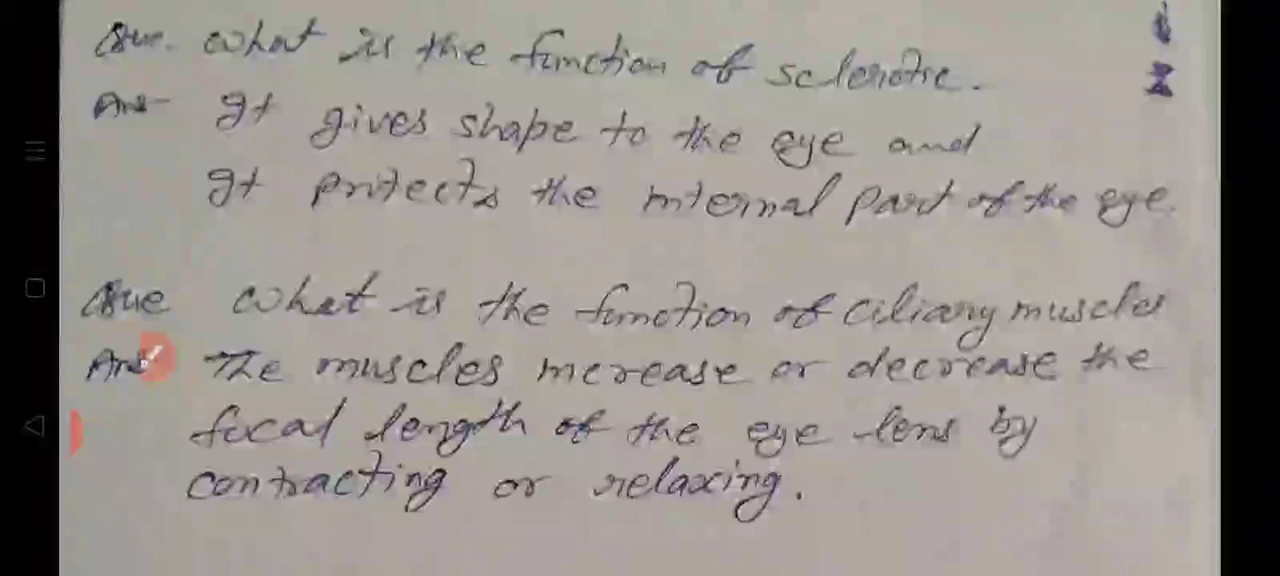 Que. What is the function of sclerotic.
Ans- It gives shape to the eye and
It protects the internal part of the eye.
Que What is the function of ciliary muscles
Ans The muscles increase or decrease the
focal length of the eye lens by
contracting or relaxing.